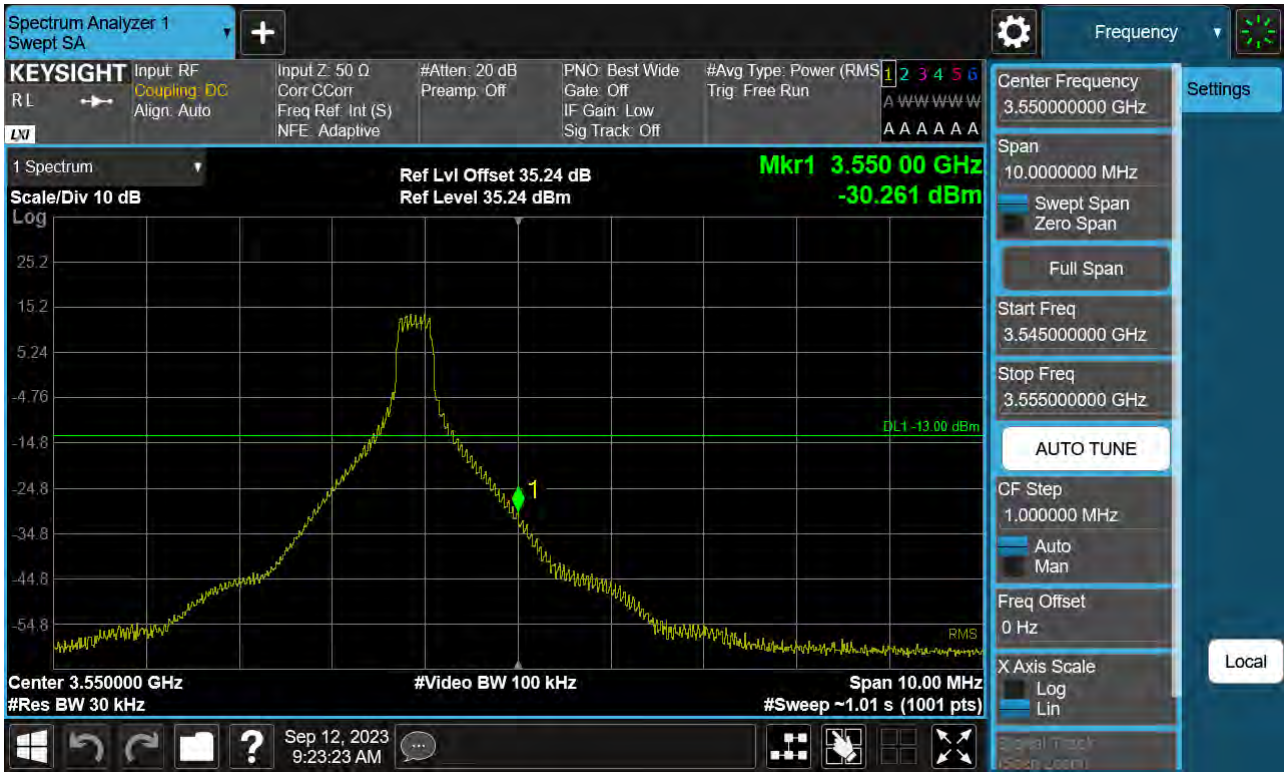 Spectrum Analyzer 1
Swept SA
Frequency
KEYSIGHT
RL
LXI
Input: RF
Coupling: DC
Align: Auto
Input Z: 50 Ω
Corr CCorr
Freq Ref: Int (S)
NFE: Adaptive
#Atten: 20 dB
Preamp: Off
PNO: Best Wide
Gate: Off
IF Gain: Low
Sig Track: Off
#Avg Type: Power (RMS
Trig: Free Run
1 2 3 4 5 6
A W W W W W
A A A A A A
1 Spectrum
Scale/Div 10 dB
Log
Ref Lvl Offset 35.24 dB
Ref Level 35.24 dBm
Mkr1 3.550 00 GHz
-30.261 dBm
25.2
15.2
5.24
-4.76
-14.8
-24.8
-34.8
-44.8
-54.8
DL1 -13.00 dBm
1
RMS
Center 3.550000 GHz
#Res BW 30 kHz
#Video BW 100 kHz
Span 10.00 MHz
#Sweep ~1.01 s (1001 pts)
Center Frequency
3.550000000 GHz
Span
10.0000000 MHz
Swept Span
Zero Span
Full Span
Start Freq
3.545000000 GHz
Stop Freq
3.555000000 GHz
AUTO TUNE
CF Step
1.000000 MHz
Auto
Man
Freq Offset
0 Hz
X Axis Scale
Log
Lin
Signal Track
(Span Zoom)
Settings
Local
?
Sep 12, 2023
9:23:23 AM